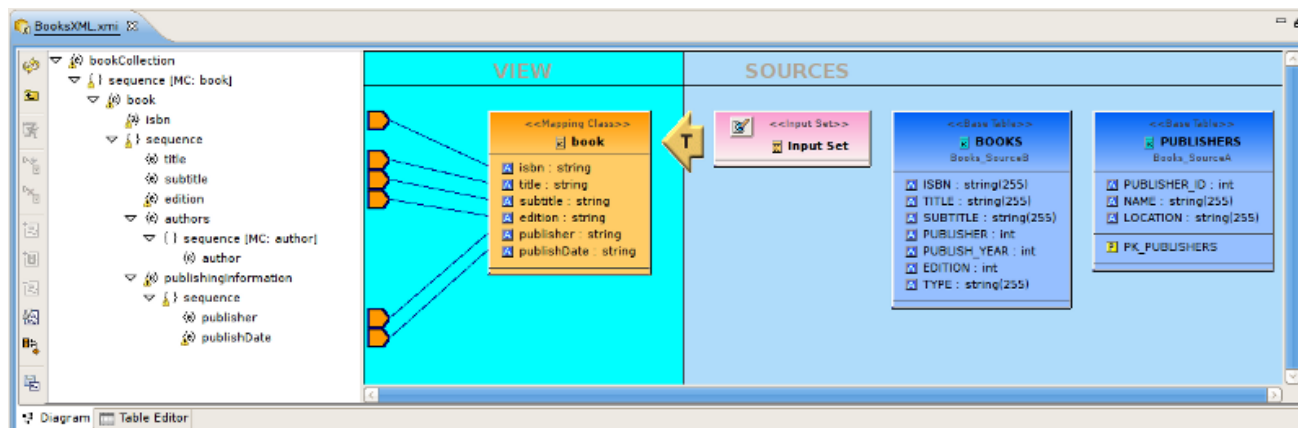 BooksXML.xmi
bookCollection
sequence [MC: book]
book
isbn
sequence
title
subtitle
edition
authors
sequence [MC: author]
author
publishingInformation
sequence
publisher
publishDate
VIEW
<<Mapping Class>>
book
isbn : string
title : string
subtitle : string
edition : string
publisher : string
publishDate : string
T
SOURCES
<<Input Set>>
Input Set
<<Base Table>>
BOOKS
Books_SourceB
ISBN : string(255)
TITLE : string(255)
SUBTITLE : string(255)
PUBLISHER : int
PUBLISH_YEAR : int
EDITION : int
TYPE : string(255)
<<Base Table>>
PUBLISHERS
Books_SourceA
PUBLISHER_ID : int
NAME : string(255)
LOCATION : string(255)
PK_PUBLISHERS
Diagram
Table Editor